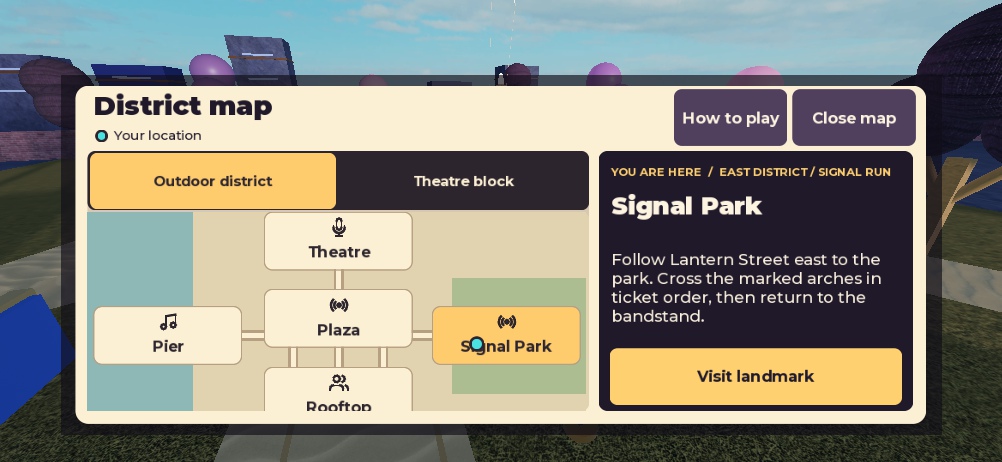 District map
Your location
How to play
Close map
Outdoor district
Theatre block
Theatre
Plaza
Pier
Signal Park
Rooftop
YOU ARE HERE / EAST DISTRICT / SIGNAL RUN
Signal Park
Follow Lantern Street east to the
park. Cross the marked arches in
ticket order, then return to the
bandstand.
Visit landmark